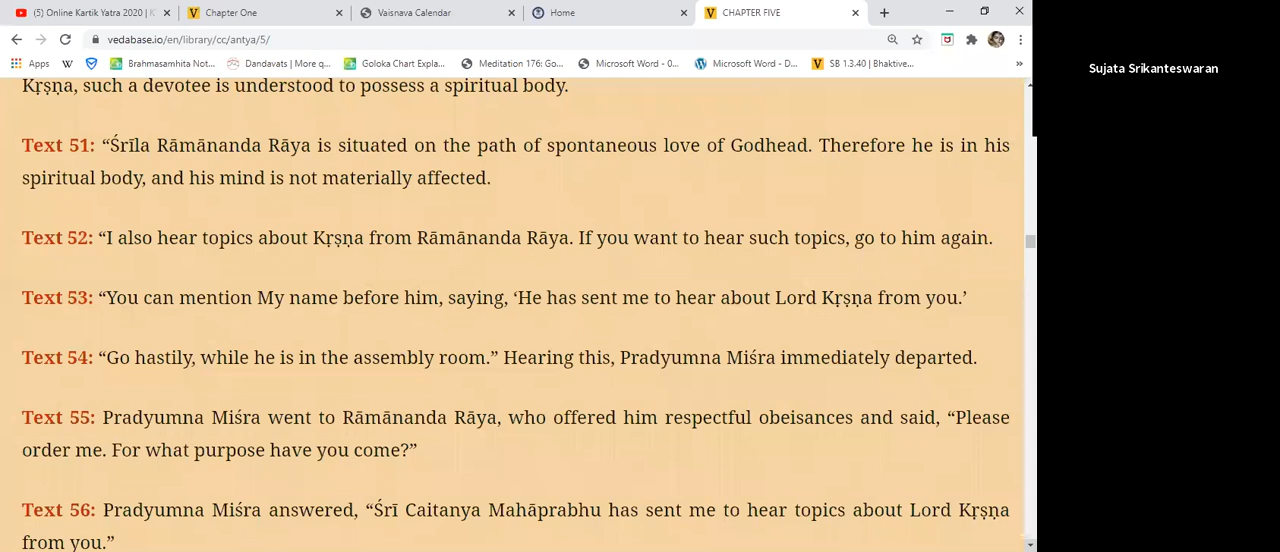 (5) Online Kartik Yatra 2020 | K
Chapter One
Vaisnava Calendar
Home
CHAPTER FIVE
vedabase.io/en/library/cc/antya/5/
Apps
Brahmasamhita Not...
Dandavats | More q...
Goloka Chart Expla...
Meditation 176: Go...
Microsoft Word - 0...
Microsoft Word - D...
SB 1.3.40 | Bhaktive...
Sujata Srikanteswaran
Kṛṣṇa, such a devotee is understood to possess a spiritual body.
Text 51: “Śrīla Rāmānanda Rāya is situated on the path of spontaneous love of Godhead. Therefore he is in his
spiritual body, and his mind is not materially affected.
Text 52: “I also hear topics about Kṛṣṇa from Rāmānanda Rāya. If you want to hear such topics, go to him again.
Text 53: “You can mention My name before him, saying, ‘He has sent me to hear about Lord Kṛṣṇa from you.’
Text 54: “Go hastily, while he is in the assembly room.” Hearing this, Pradyumna Miśra immediately departed.
Text 55: Pradyumna Miśra went to Rāmānanda Rāya, who offered him respectful obeisances and said, “Please
order me. For what purpose have you come?”
Text 56: Pradyumna Miśra answered, “Śrī Caitanya Mahāprabhu has sent me to hear topics about Lord Kṛṣṇa
from you.”